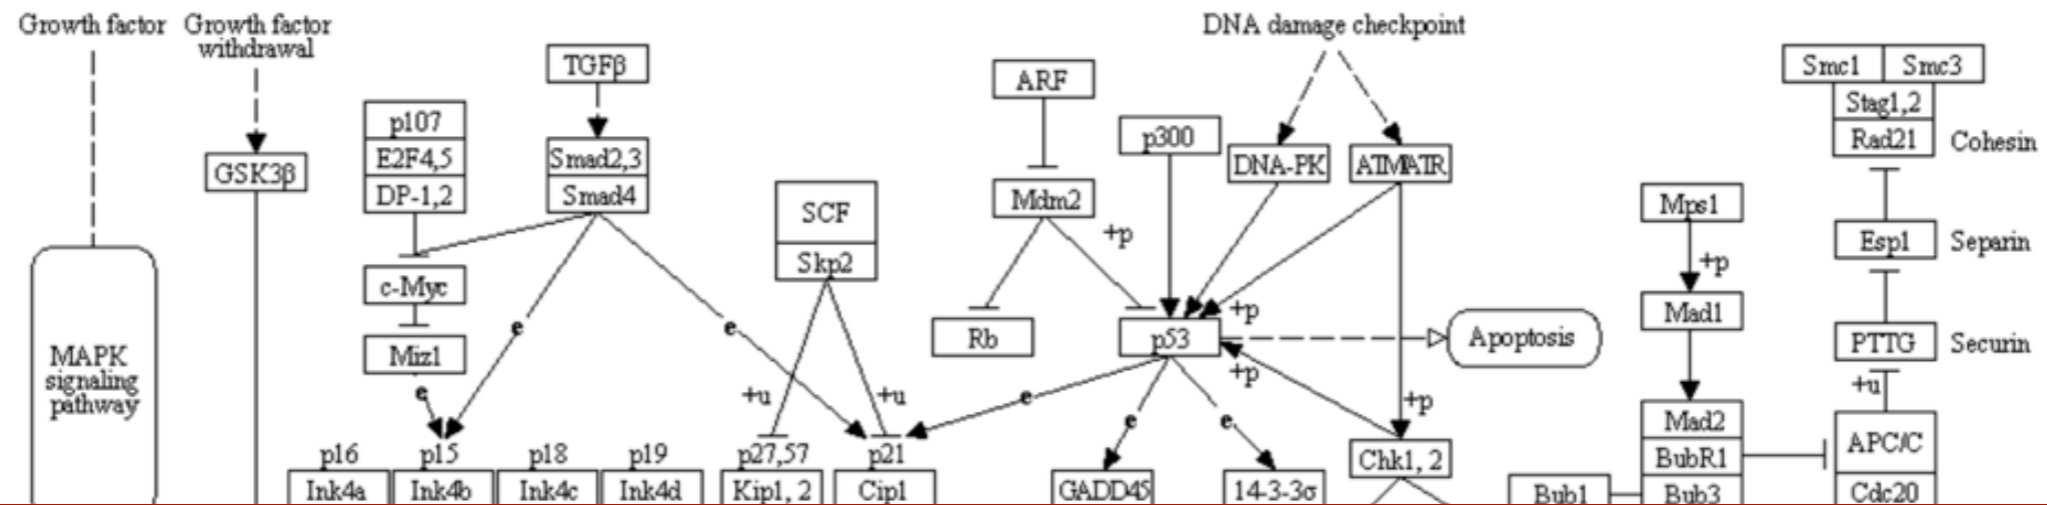 Growth factor
Growth factor
withdrawal
DNA damage checkpoint
TGFβ
ARF
Smc1 Smc3
Stag1,2
Rad21
Cohesin
p107
E2F4,5
DP-1,2
Smad2,3
Smad4
p300
DNA-PK
ATM/ATR
GSK3β
SCF
Skp2
Mdm2
+p
Mps1
+p
Esp1
Separin
c-Myc
Miz1
e
e
e
Rb
p53
+p
+p
Apoptosis
Mad1
PTTG
Securin
+u
MAPK
signaling
pathway
+u
+u
e
e
e
+p
Mad2
BubR1
Bub3
APC/C
Cdc20
p16
Ink4a
p15
Ink4b
p18
Ink4c
p19
Ink4d
p27,57
Kip1, 2
p21
Cip1
GADD45
14-3-3σ
Chk1, 2
Bub1